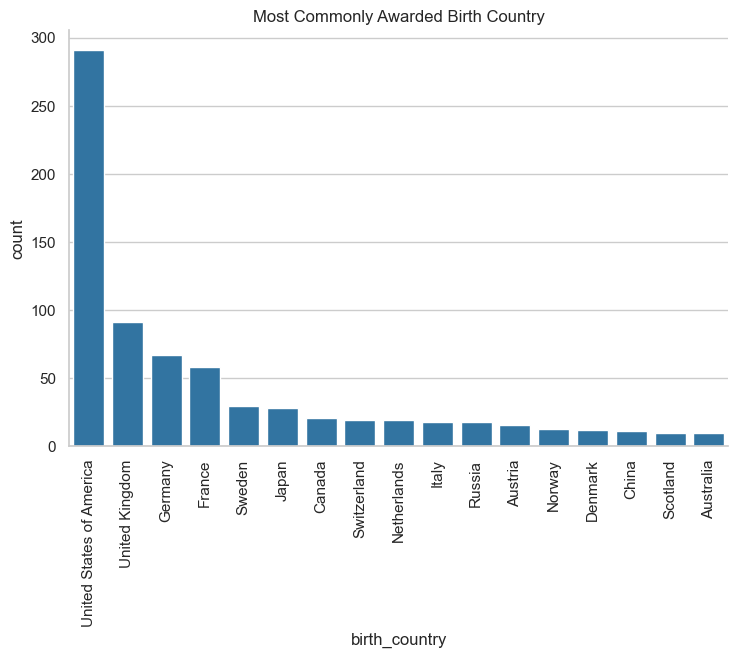 Most Commonly Awarded Birth Country
300
250
200
150
100
50
0
count
United States of America
United Kingdom
Germany
France
Sweden
Japan
Canada
Switzerland
Netherlands
Italy
Russia
Austria
Norway
Denmark
China
Scotland
Australia
birth_country